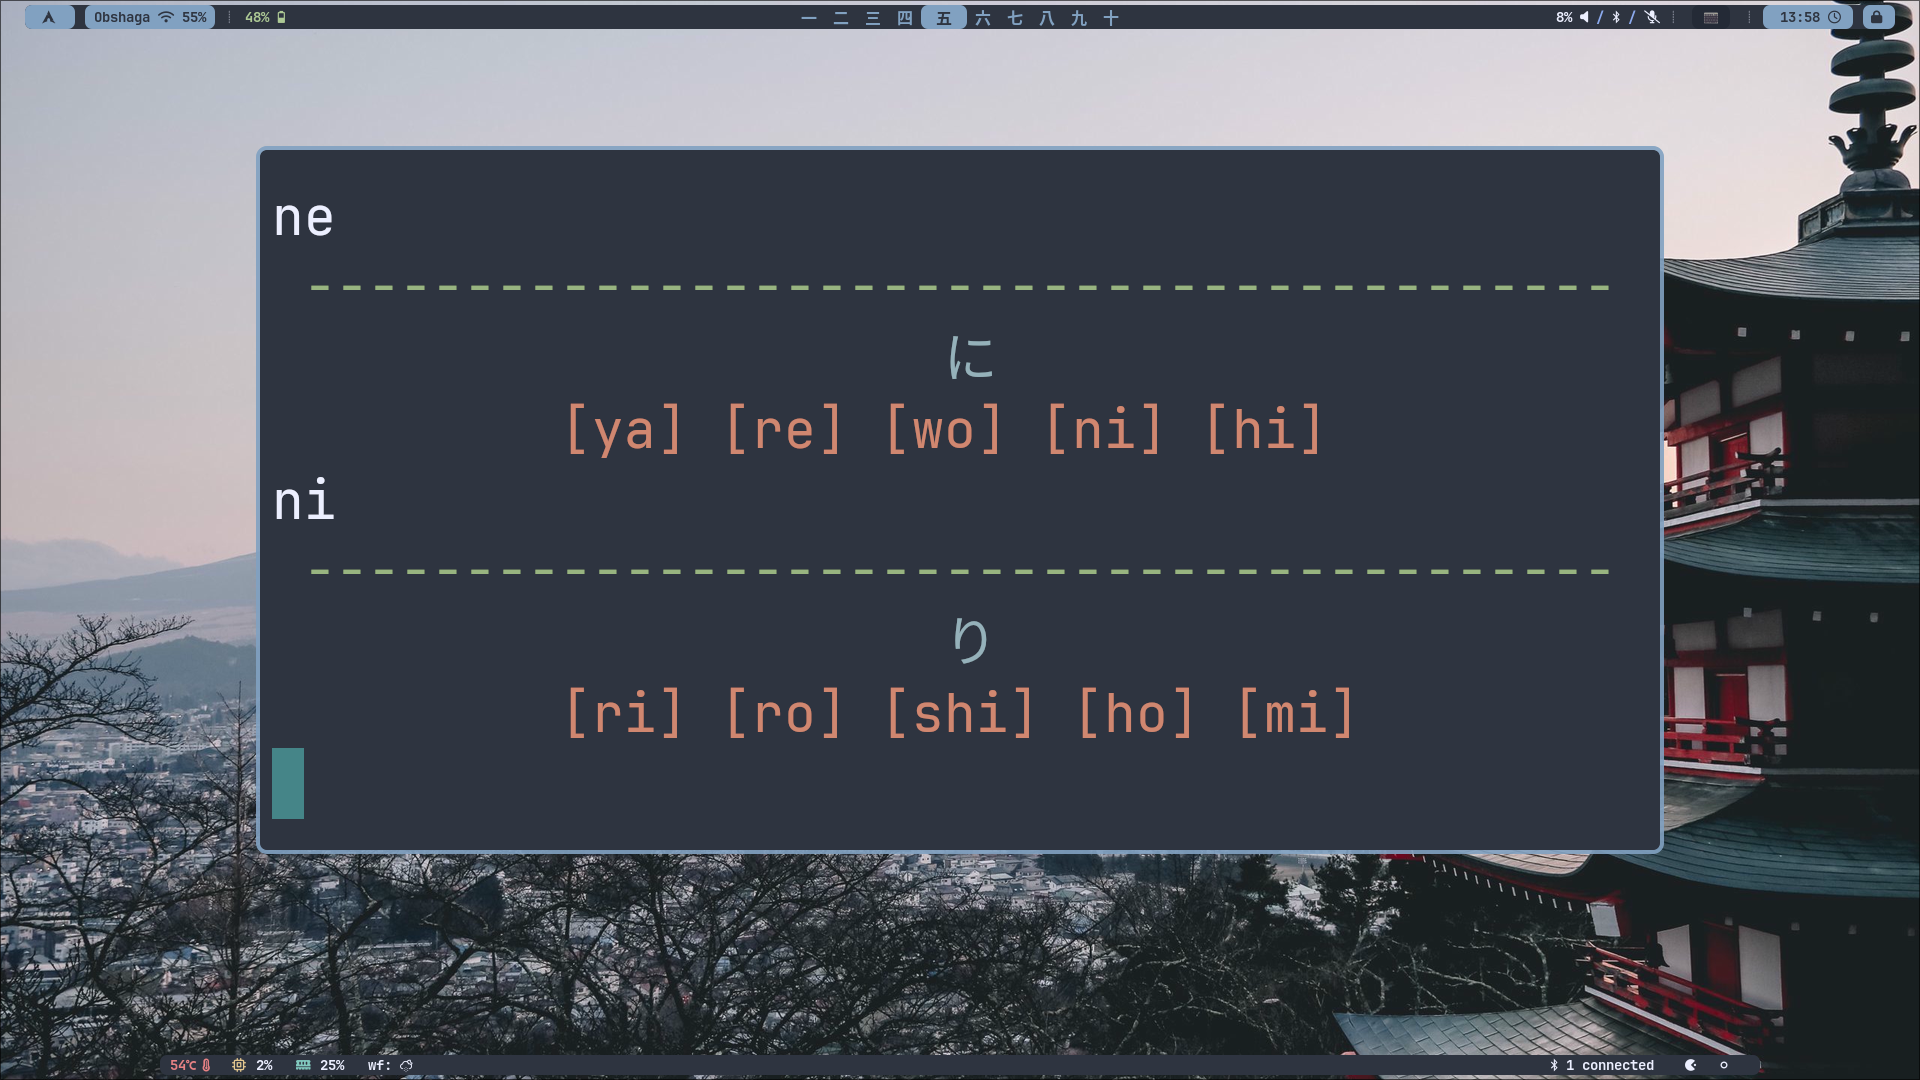 Obshaga 55% 48% 一 二 三 四 五 六 七 八 九 十 8% / / 13:58
ne
- - - - - - - - - - - - - - - - - - - - - - - - - - - - - - - - - - - - - - - - -
に
[ya] [re] [wo] [ni] [hi]
ni
- - - - - - - - - - - - - - - - - - - - - - - - - - - - - - - - - - - - - - - - -
り
[ri] [ro] [shi] [ho] [mi]
54℃ 2% 25% wf: 1 connected